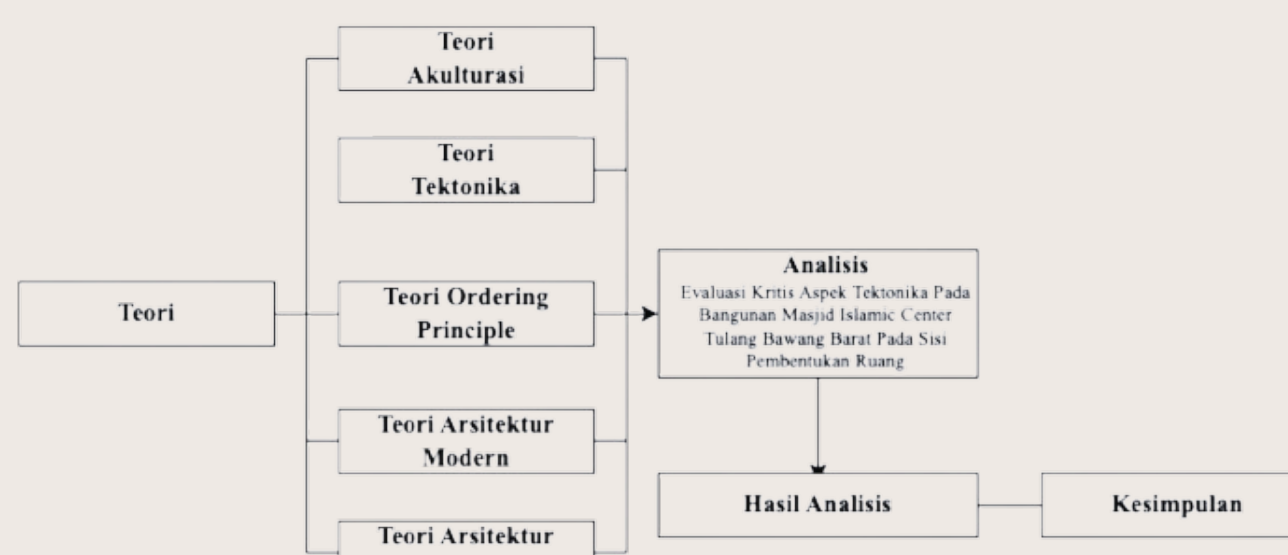 Teori
Akulturasi
Teori
Tektonika
Teori
Teori Ordering
Principle
Teori Arsitektur
Modern
Teori Arsitektur
Analisis
Evaluasi Kritis Aspek Tektonika Pada
Bangunan Masjid Islamic Center
Tulang Bawang Barat Pada Sisi
Pembentukan Ruang
Hasil Analisis
Kesimpulan